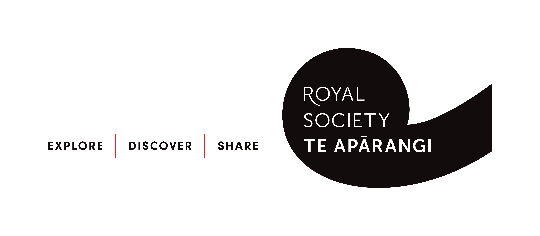 EXPLORE | DISCOVER | SHARE
ROYAL
SOCIETY
TE APĀRANGI